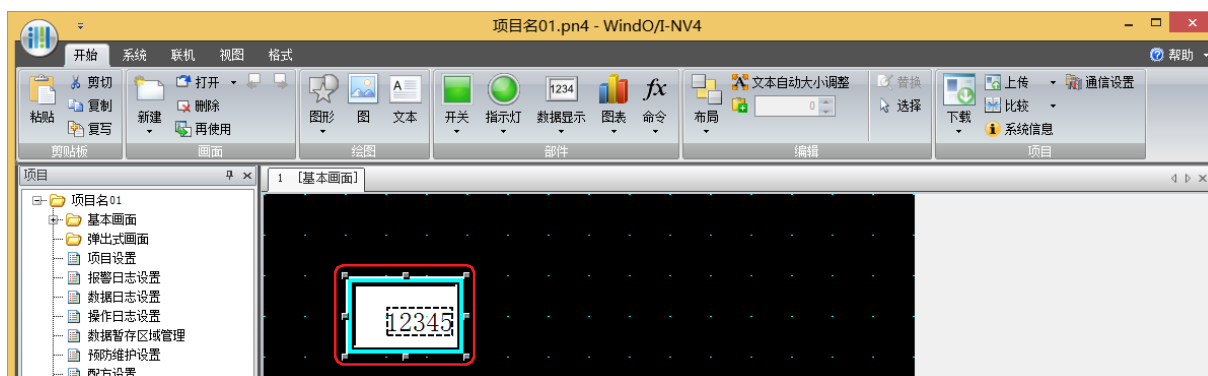 项目名01.pn4 - WindO/I-NV4
开始 系统 联机 视图 格式 帮助
粘贴 剪切 复制 复写 剪贴板
新建 打开 删除 再使用 画面
图形 图 文本 绘图
开关 指示灯 1234 数据显示 图表 fx 命令 部件
布局 文本自动大小调整 0 替换 选择 编辑
下载 上传 比较 系统信息 通信设置 项目
项目
1 [基本画面]
项目名01
基本画面
弹出式画面
项目设置
报警日志设置
数据日志设置
操作日志设置
数据暂存区域管理
预防维护设置
配方设置
12345